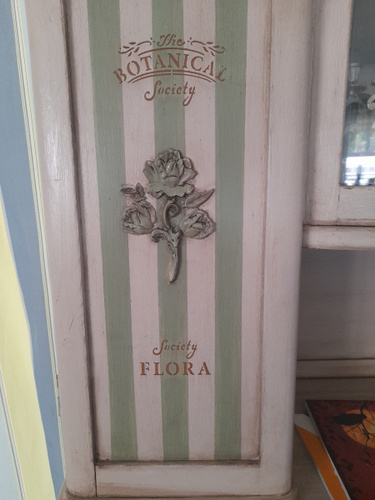 The
BOTANICAL
Society
Society
FLORA